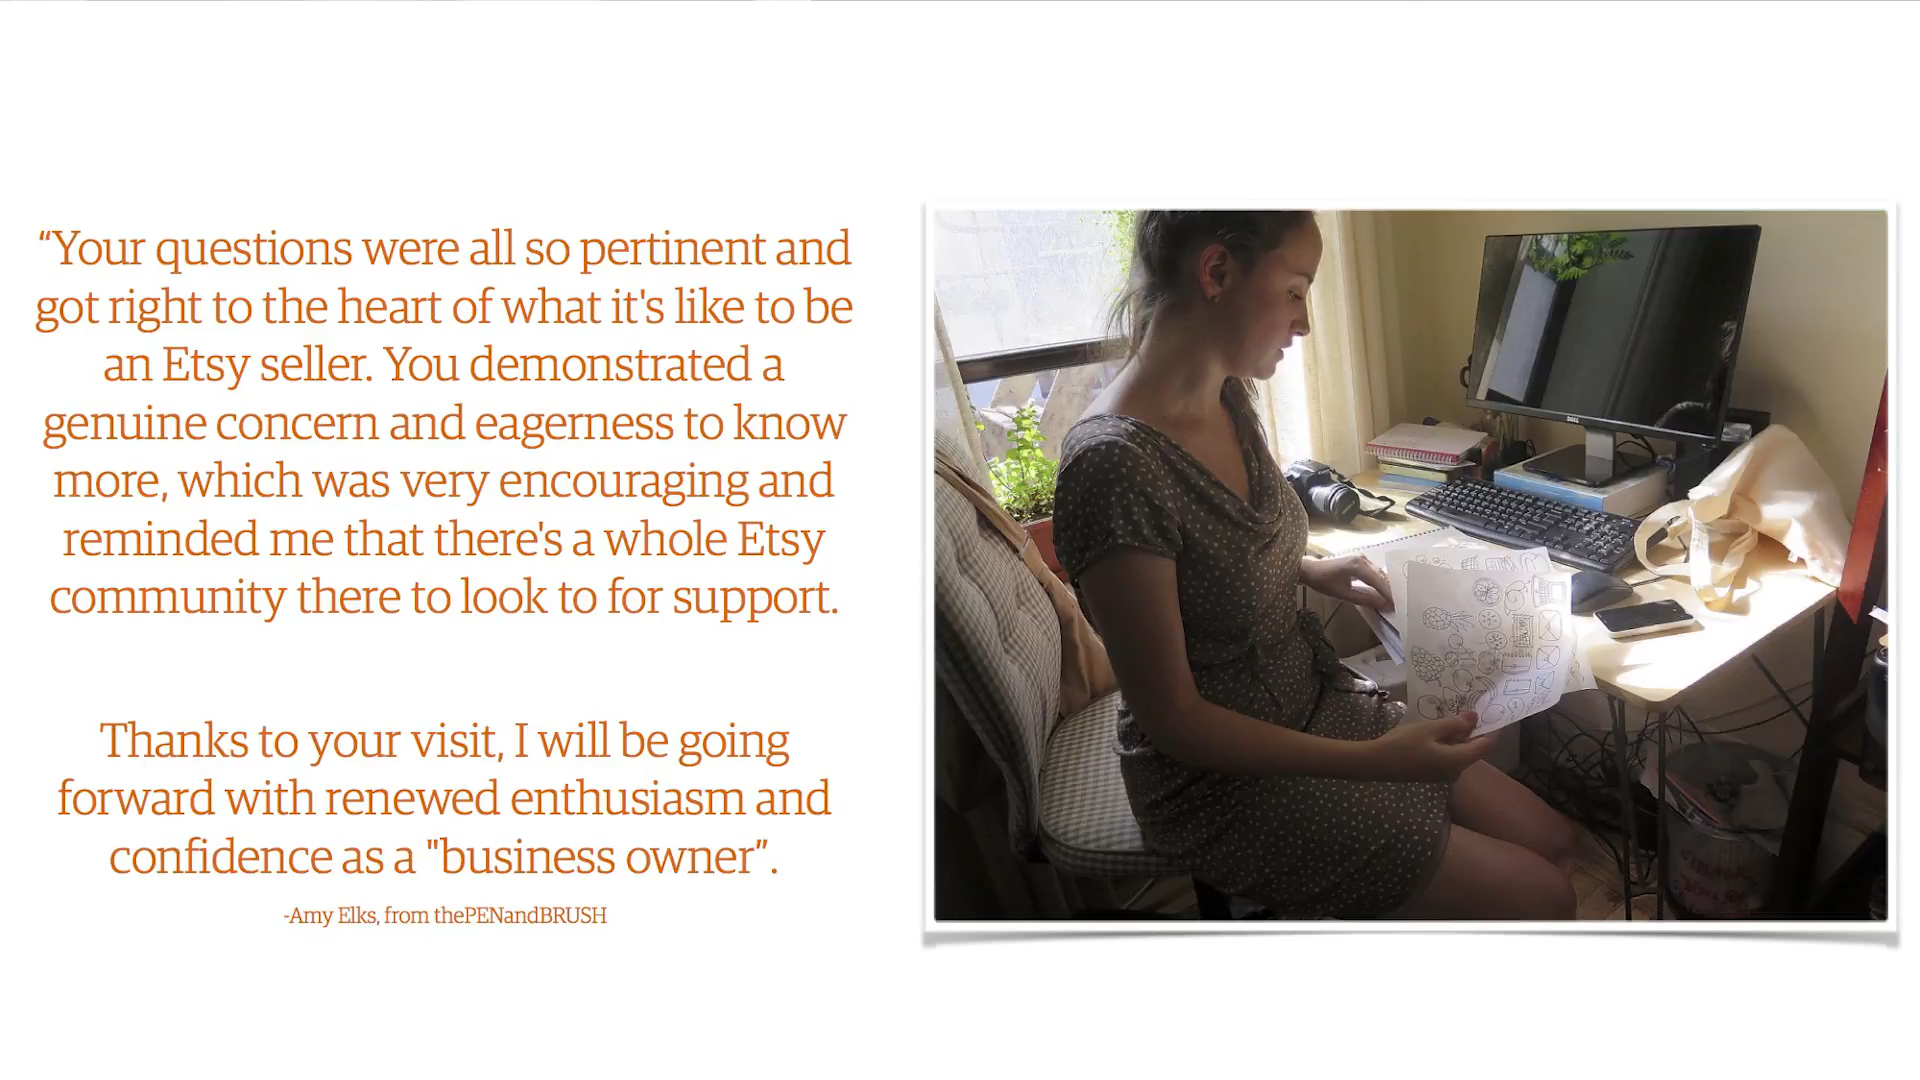 “Your questions were all so pertinent and
got right to the heart of what it's like to be
an Etsy seller. You demonstrated a
genuine concern and eagerness to know
more, which was very encouraging and
reminded me that there's a whole Etsy
community there to look to for support.
Thanks to your visit, I will be going
forward with renewed enthusiasm and
confidence as a "business owner”.
-Amy Elks, from thePENandBRUSH
DELL